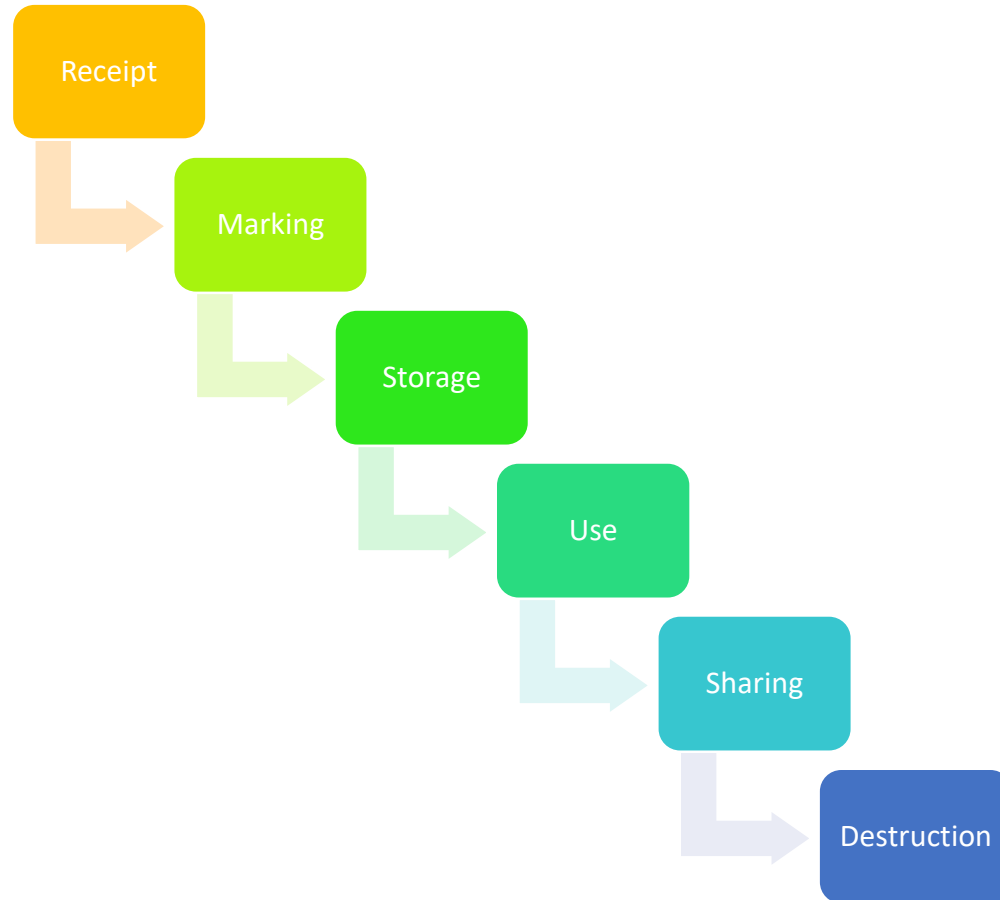 Receipt
Marking
Storage
Use
Sharing
Destruction